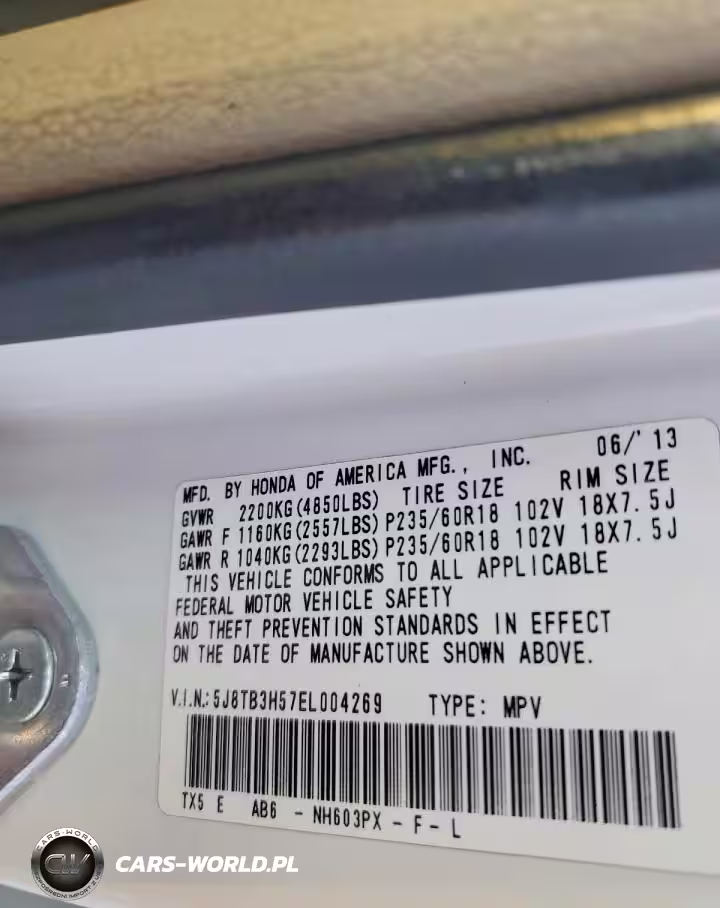 MFD. BY HONDA OF AMERICA MFG., INC. 06/'13
GVWR 2200KG(4850LBS) TIRE SIZE RIM SIZE
GAWR F 1160KG(2557LBS) P235/60R18 102V 18X7.5J
GAWR R 1040KG(2293LBS) P235/60R18 102V 18X7.5J
THIS VEHICLE CONFORMS TO ALL APPLICABLE
FEDERAL MOTOR VEHICLE SAFETY
AND THEFT PREVENTION STANDARDS IN EFFECT
ON THE DATE OF MANUFACTURE SHOWN ABOVE.
V.I.N.: 5J8TB3H57EL004269 TYPE: MPV
TX5 E AB6 - NH603PX - F - L
CARS-WORLD
CW
CARS-WORLD.PL